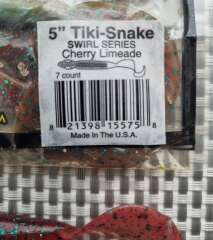 5" Tiki-Snake
SWIRL SERIES
Cherry Limeade
7 count
8 21398 15575 8
Made In The U.S.A.